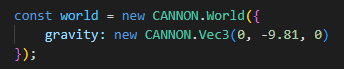 const world = new CANNON.World({
    gravity: new CANNON.Vec3(0, -9.81, 0)
});